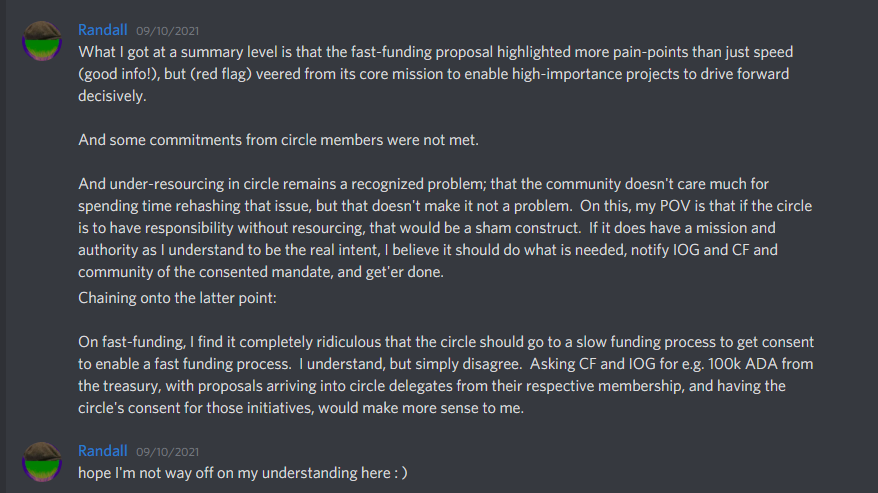 Randall 09/10/2021
What I got at a summary level is that the fast-funding proposal highlighted more pain-points than just speed
(good info!), but (red flag) veered from its core mission to enable high-importance projects to drive forward
decisively.
And some commitments from circle members were not met.
And under-resourcing in circle remains a recognized problem; that the community doesn't care much for
spending time rehashing that issue, but that doesn't make it not a problem.  On this, my POV is that if the circle
is to have responsibility without resourcing, that would be a sham construct.  If it does have a mission and
authority as I understand to be the real intent, I believe it should do what is needed, notify IOG and CF and
community of the consented mandate, and get'er done.
Chaining onto the latter point:
On fast-funding, I find it completely ridiculous that the circle should go to a slow funding process to get consent
to enable a fast funding process.  I understand, but simply disagree.  Asking CF and IOG for e.g. 100k ADA from
the treasury, with proposals arriving into circle delegates from their respective membership, and having the
circle's consent for those initiatives, would make more sense to me.
Randall 09/10/2021
hope I'm not way off on my understanding here : )